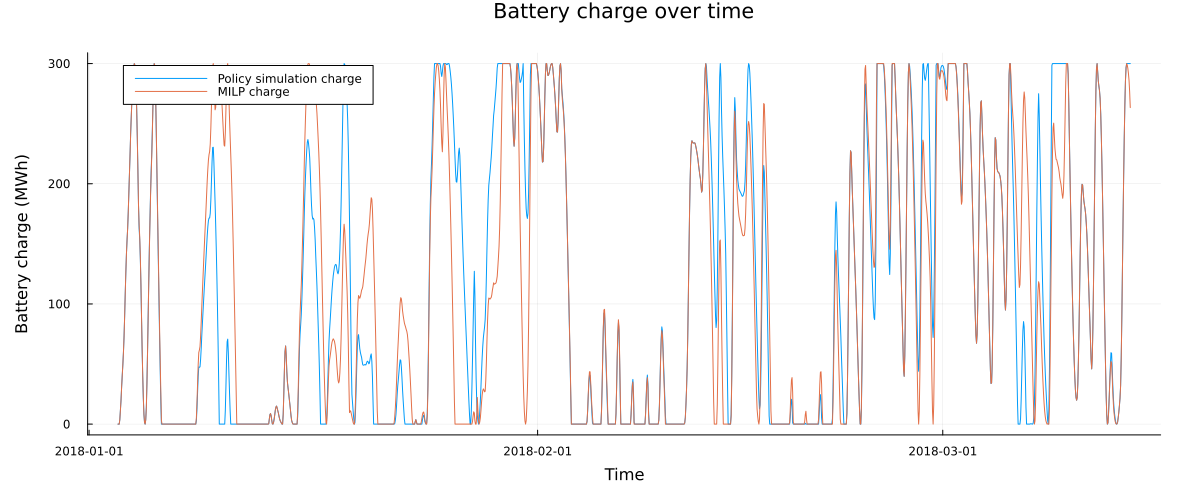 Battery charge over time
Battery charge (MWh)
300
200
100
0
Policy simulation charge
MILP charge
2018-01-01
2018-02-01
2018-03-01
Time